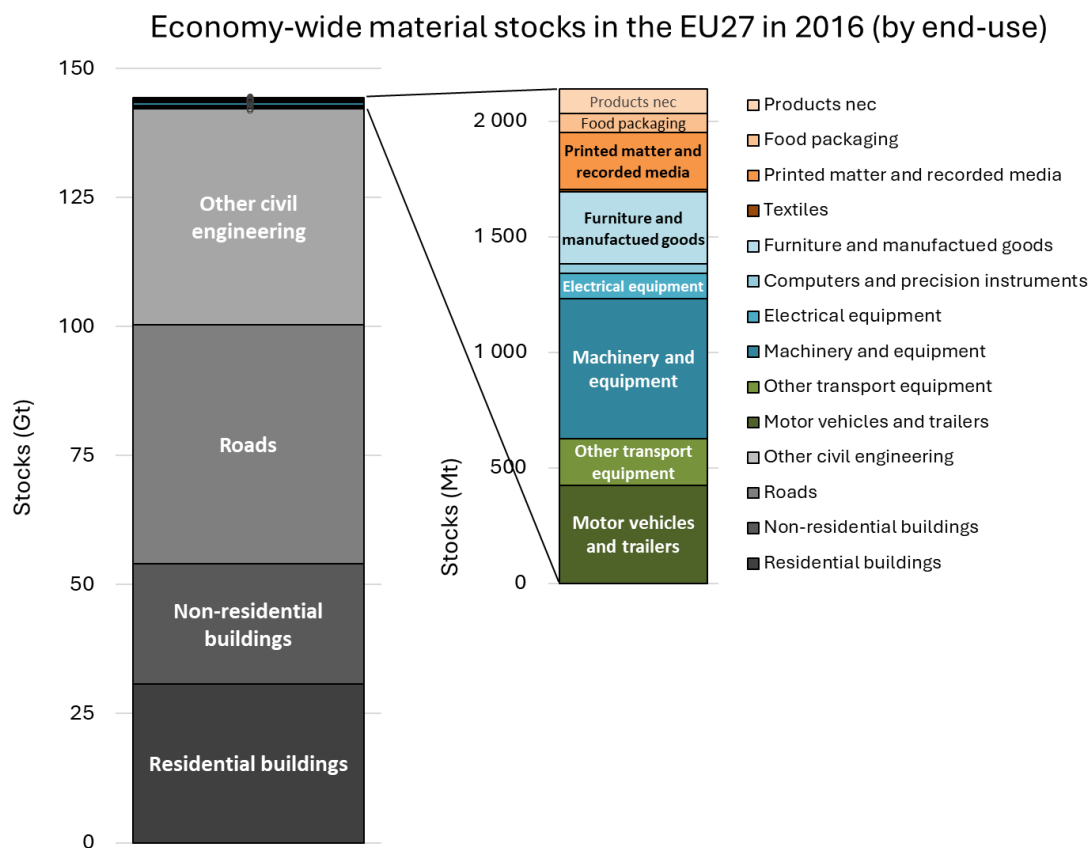 Economy-wide material stocks in the EU27 in 2016 (by end-use)
Stocks (Gt)
150
125
100
75
50
25
0
Other civil
engineering
Roads
Non-residential
buildings
Residential buildings
Stocks (Mt)
2 000
1 500
1 000
500
0
Products nec
Food packaging
Printed matter and
recorded media
Furniture and
manufactued goods
Electrical equipment
Machinery and
equipment
Other transport
equipment
Motor vehicles
and trailers
Products nec
Food packaging
Printed matter and recorded media
Textiles
Furniture and manufactued goods
Computers and precision instruments
Electrical equipment
Machinery and equipment
Other transport equipment
Motor vehicles and trailers
Other civil engineering
Roads
Non-residential buildings
Residential buildings